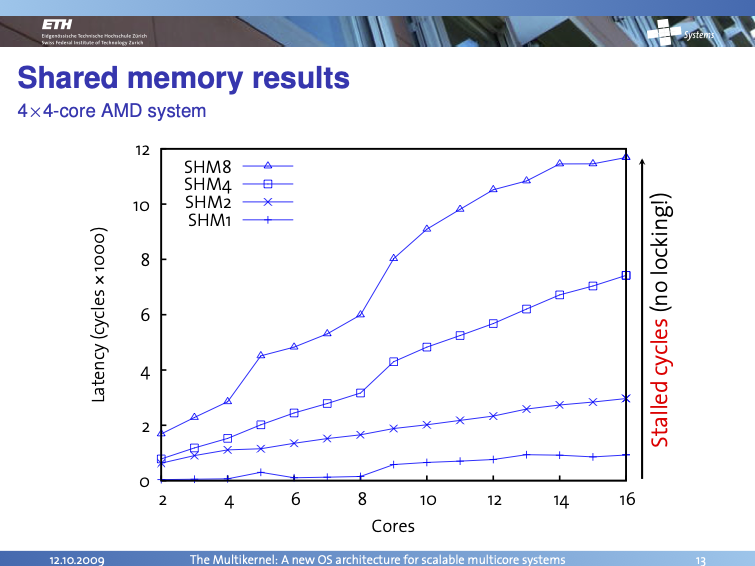 ETH
Eidgenössische Technische Hochschule Zürich
Swiss Federal Institute of Technology Zurich
Systems
Shared memory results
4×4-core AMD system
12
10
8
6
4
2
0
Latency (cycles × 1000)
SHM8
SHM4
SHM2
SHM1
2 4 6 8 10 12 14 16
Cores
Stalled cycles (no locking!)
12.10.2009 The Multikernel: A new OS architecture for scalable multicore systems 13